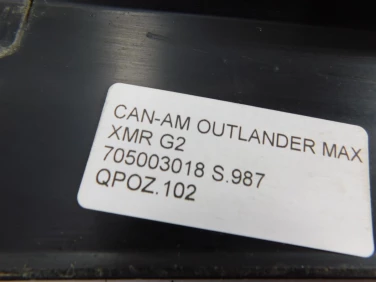 CAN-AM OUTLANDER MAX
XMR G2
705003018 S.987
QPOZ.102